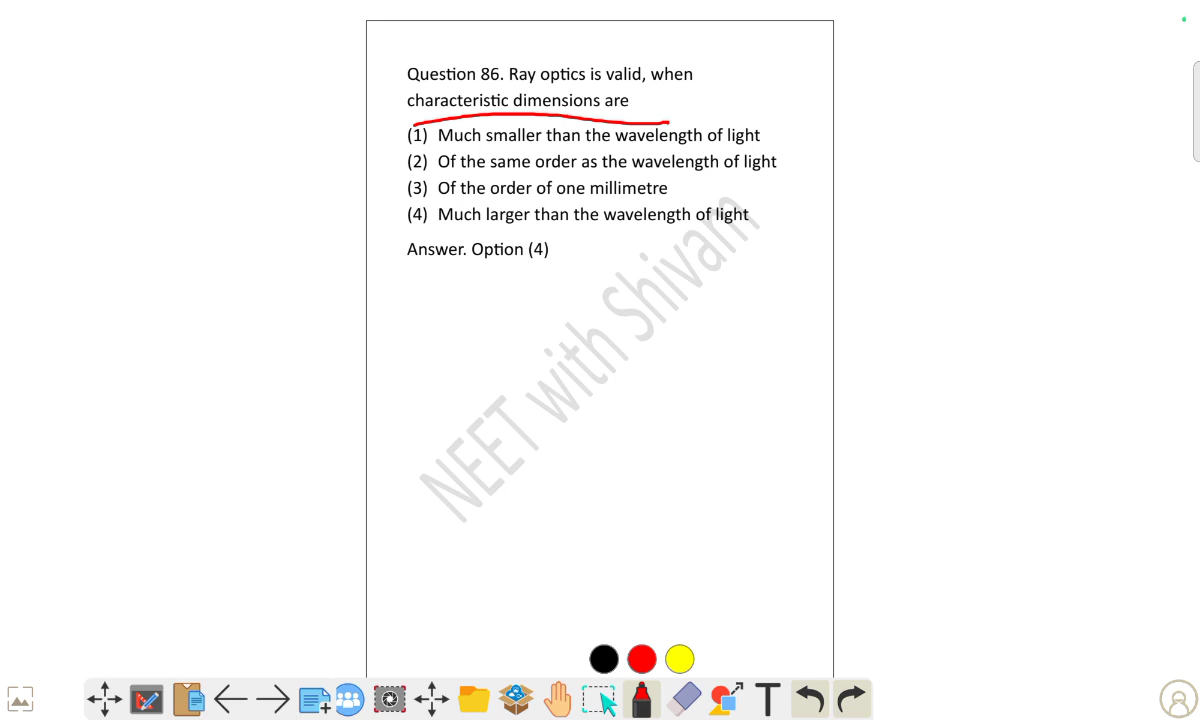 Question 86. Ray optics is valid, when
characteristic dimensions are
(1) Much smaller than the wavelength of light
(2) Of the same order as the wavelength of light
(3) Of the order of one millimetre
(4) Much larger than the wavelength of light
Answer. Option (4)
NEET with Shivam